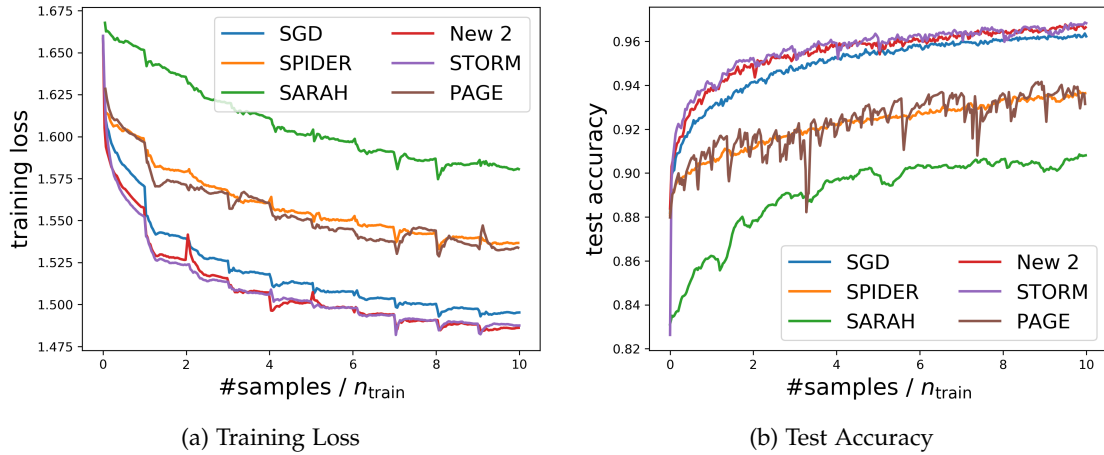 1.675
1.650
1.625
1.600
1.575
1.550
1.525
1.500
1.475
training loss
SGD
SPIDER
SARAH
New 2
STORM
PAGE
0 2 4 6 8 10
#samples / n_train
(a) Training Loss
0.96
0.94
0.92
0.90
0.88
0.86
0.84
0.82
test accuracy
SGD
SPIDER
SARAH
New 2
STORM
PAGE
0 2 4 6 8 10
#samples / n_train
(b) Test Accuracy